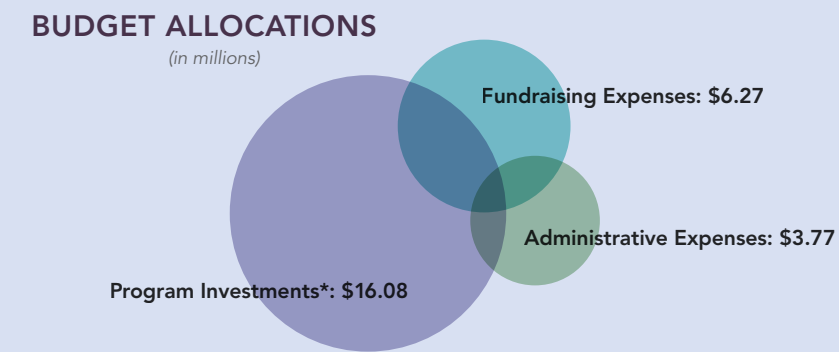 BUDGET ALLOCATIONS
(in millions)
Fundraising Expenses: $6.27
Administrative Expenses: $3.77
Program Investments*: $16.08